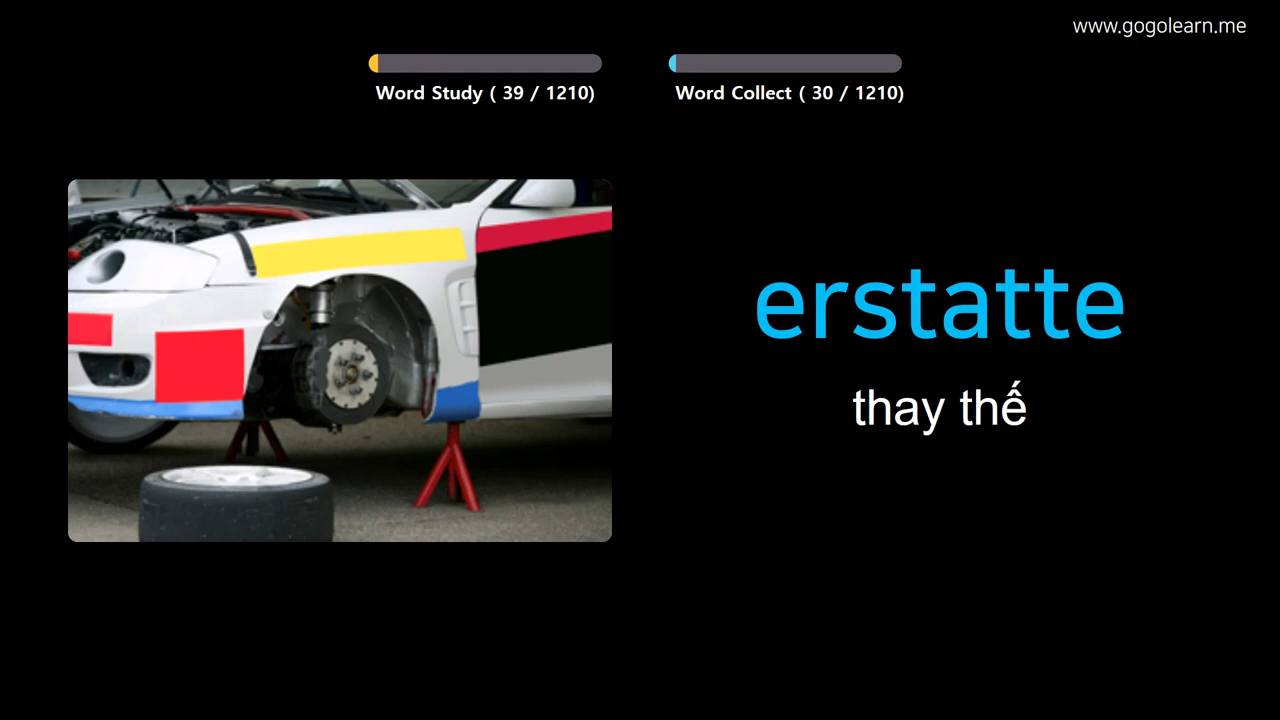 www.gogolearn.me
Word Study ( 39 / 1210)
Word Collect ( 30 / 1210)
erstatte
thay thế